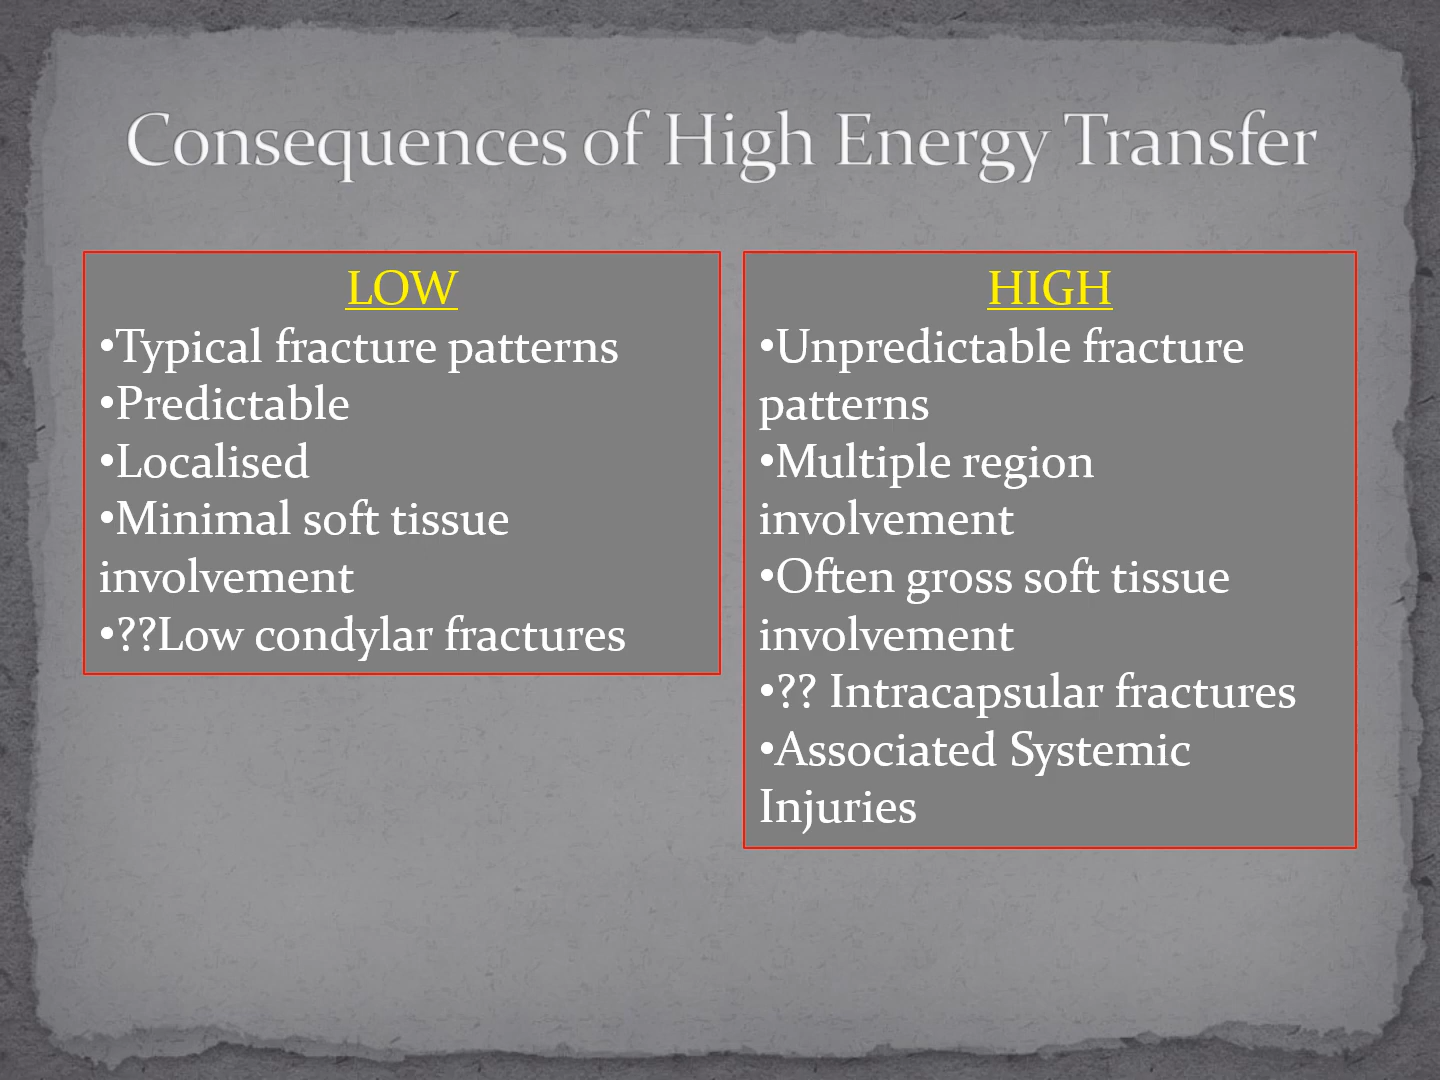 Consequences of High Energy Transfer
LOW
•Typical fracture patterns
•Predictable
•Localised
•Minimal soft tissue
involvement
•??Low condylar fractures
HIGH
•Unpredictable fracture
patterns
•Multiple region
involvement
•Often gross soft tissue
involvement
•?? Intracapsular fractures
•Associated Systemic
Injuries